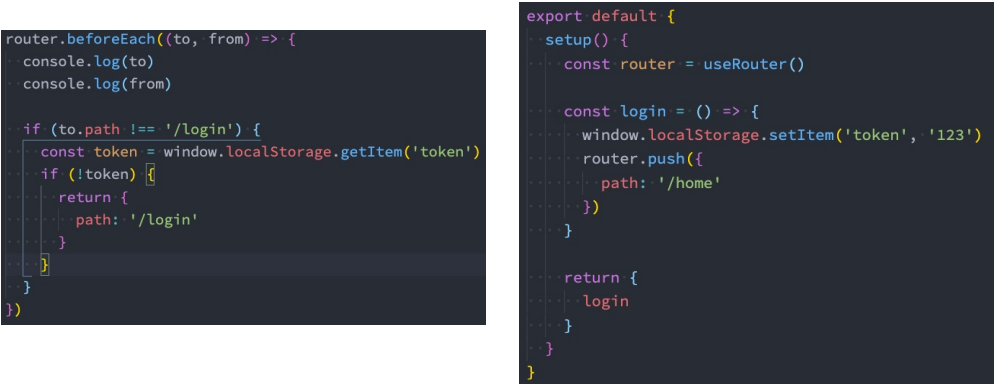 router.beforeEach((to, from) => {
  console.log(to)
  console.log(from)
  if (to.path !== '/login') {
    const token = window.localStorage.getItem('token')
    if (!token) {
      return {
        path: '/login'
      }
    }
  }
})
export default {
  setup() {
    const router = useRouter()
    const login = () => {
      window.localStorage.setItem('token', '123')
      router.push({
        path: '/home'
      })
    }
    return {
      login
    }
  }
}